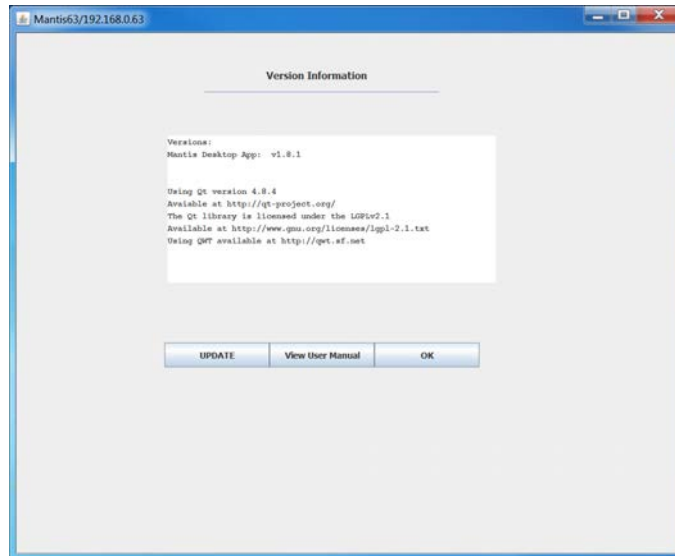 Mantis63/192.168.0.63
Version Information
Versions:
Mantis Desktop App: v1.8.1
Using Qt version 4.8.4
Avaiable at http://qt-project.org/
The Qt library is licensed under the LGPLv2.1
Available at http://www.gnu.org/licenses/lgpl-2.1.txt
Using QWT available at http://qwt.sf.net
UPDATE
View User Manual
OK